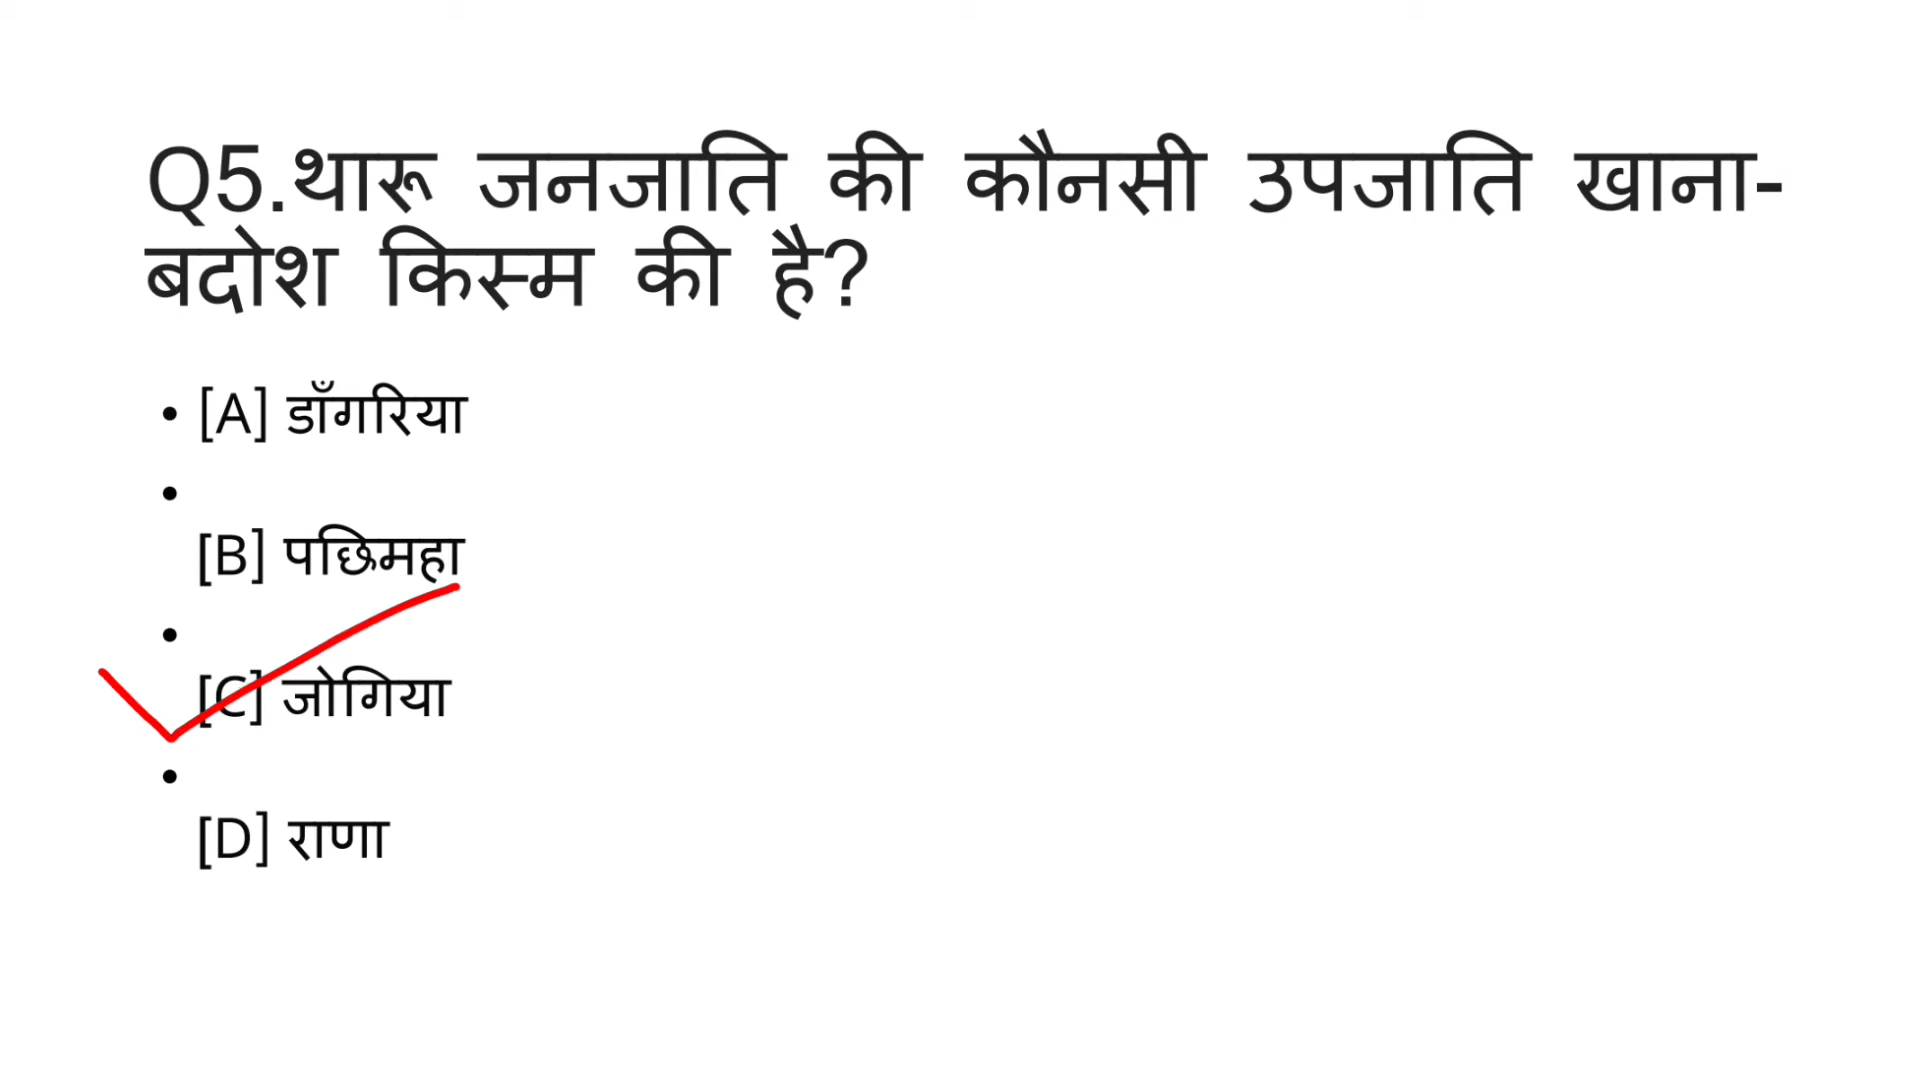 Q5.थारू जनजाति की कौनसी उपजाति खाना-
बदोश किस्म की है?
• [A] डाँगरिया
•
[B] पछिमहा
•
[C] जोगिया
•
[D] राणा